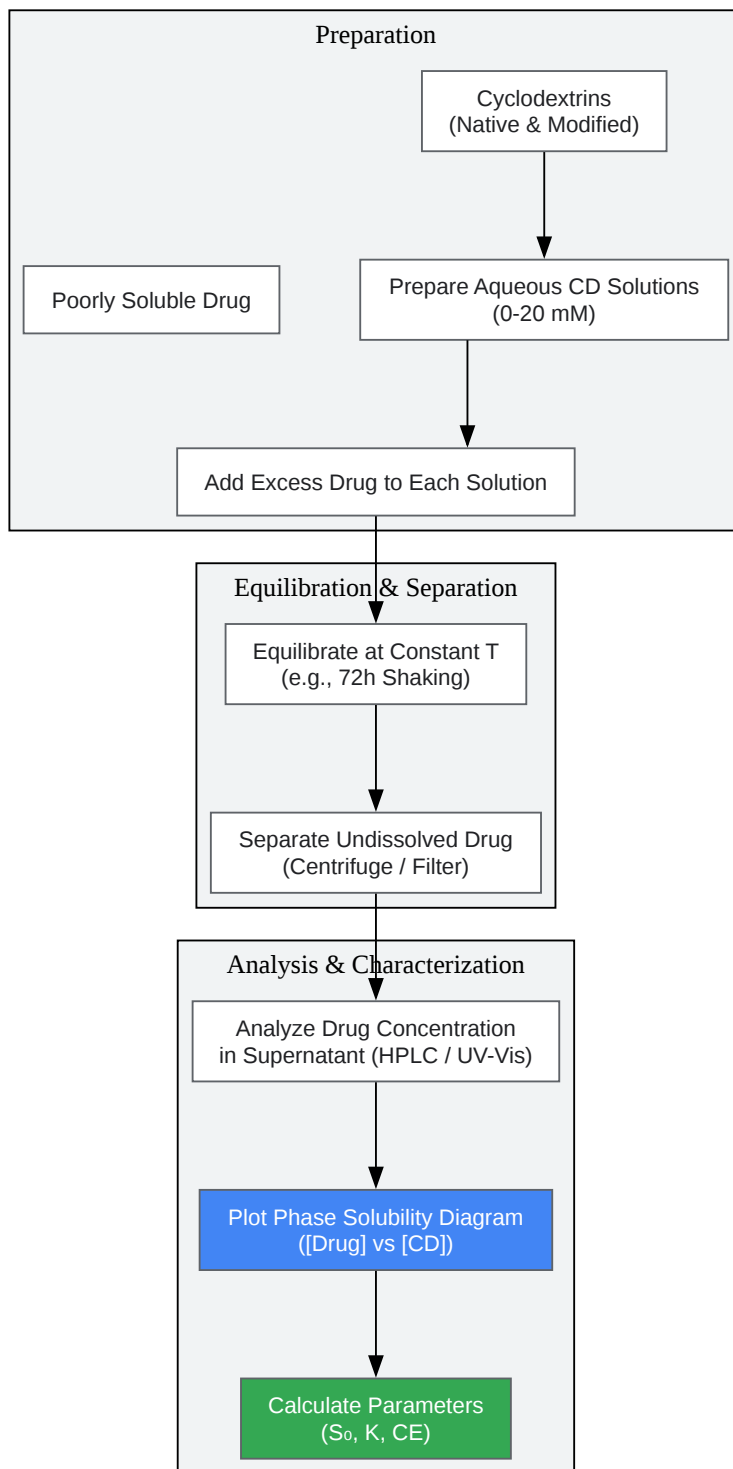 Preparation
Cyclodextrins
(Native & Modified)
Poorly Soluble Drug
Prepare Aqueous CD Solutions
(0-20 mM)
Add Excess Drug to Each Solution
Equilibration & Separation
Equilibrate at Constant T
(e.g., 72h Shaking)
Separate Undissolved Drug
(Centrifuge / Filter)
Analysis & Characterization
Analyze Drug Concentration
in Supernatant (HPLC / UV-Vis)
Plot Phase Solubility Diagram
([Drug] vs [CD])
Calculate Parameters
(S₀, K, CE)